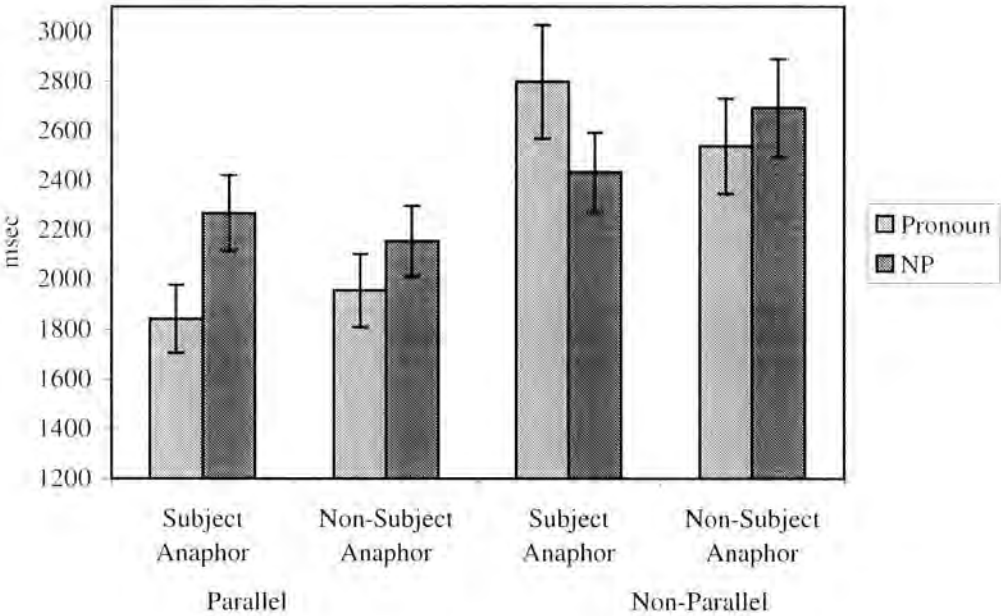 3000
2800
2600
2400
2200
2000
1800
1600
1400
1200
msec
Pronoun
NP
Subject Anaphor
Non-Subject Anaphor
Subject Anaphor
Non-Subject Anaphor
Parallel
Non-Parallel